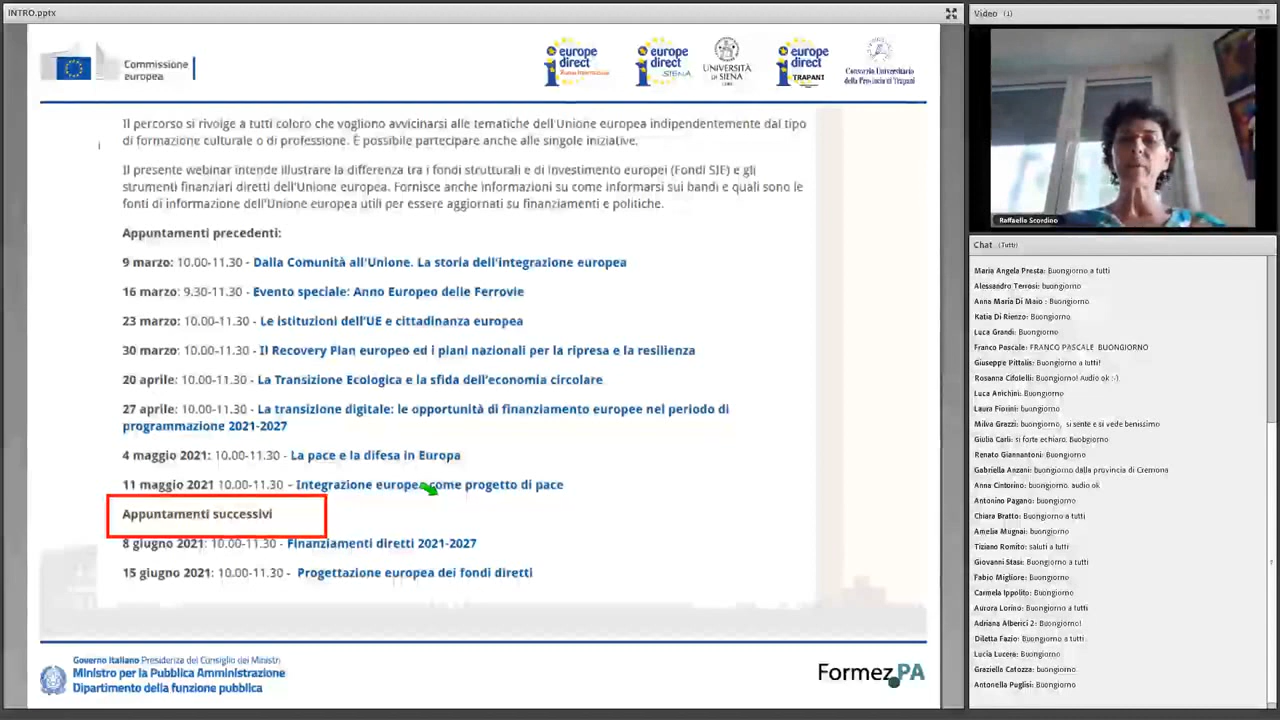 INTRO.pptx
Commissione
europea
europe
direct
Roma Internazionale
europe
direct
SIENA
UNIVERSITÀ
DI SIENA
1240
europe
direct
TRAPANI
Consorzio Universitario
della Provincia di Trapani
Il percorso si rivolge a tutti coloro che vogliono avvicinarsi alle tematiche dell'Unione europea indipendentemente dal tipo
di formazione culturale o di professione. È possibile partecipare anche alle singole iniziative.
Il presente webinar intende illustrare la differenza tra i fondi strutturali e di investimento europei (Fondi SIE) e gli
strumenti finanziari diretti dell'Unione europea. Fornisce anche informazioni su come informarsi sui bandi e quali sono le
fonti di informazione dell'Unione europea utili per essere aggiornati su finanziamenti e politiche.
Appuntamenti precedenti:
9 marzo: 10.00-11.30 - Dalla Comunità all'Unione. La storia dell'integrazione europea
16 marzo: 9.30-11.30 - Evento speciale: Anno Europeo delle Ferrovie
23 marzo: 10.00-11.30 - Le istituzioni dell'UE e cittadinanza europea
30 marzo: 10.00-11.30 - Il Recovery Plan europeo ed i plani nazionali per la ripresa e la resilienza
20 aprile: 10.00-11.30 - La Transizione Ecologica e la sfida dell'economia circolare
27 aprile: 10.00-11.30 - La transizione digitale: le opportunità di finanziamento europee nel periodo di
programmazione 2021-2027
4 maggio 2021: 10.00-11.30 - La pace e la difesa in Europa
11 maggio 2021 10.00-11.30 - Integrazione europea come progetto di pace
Appuntamenti successivi
8 giugno 2021: 10.00-11.30 - Finanziamenti diretti 2021-2027
15 giugno 2021: 10.00-11.30 - Progettazione europea dei fondi diretti
Governo Italiano Presidenza del Consiglio dei Ministri
Ministro per la Pubblica Amministrazione
Dipartimento della funzione pubblica
FormezPA
Video (1)
Raffaella Scordino
Chat (Tutti)
Maria Angela Presta: Buongiorno a tutti
Alessandro Terrosi: buongiorno
Anna Maria Di Maio : Buongiorno
Katia Di Rienzo: Buongiorno
Luca Grandi: Buongiorno
Franco Pascale: FRANCO PASCALE BUONGIORNO
Giuseppe Pittalis: Buongiorno a tutti!
Rosanna Cifolelli: Buongiorno! Audio ok :-)
Luca Anichini: Buongiorno
Laura Fiorini: buongiorno
Milva Grazzi: buongiorno, si sente e si vede benissimo
Giulia Carli: si forte echiaro. Buobgiorno
Renato Giannantoni: Buongiorno
Gabriella Anzani: buongiorno dalla provincia di Cremona
Anna Cintorino: buongiorno. audio ok
Antonino Pagano: buongiorno
Chiara Bratto: Buongiorno a tutti
Amelia Mugnai: buongiorno
Tiziano Romito: saluti a tutti
Giovanni Stasi: Buongiorno a tutti
Fabio Migliore: Buongiorno
Carmela Ippolito: Buongiorno
Aurora Lorino: Buongiorno a tutti
Adriana Alberici 2: Buongiorno!
Diletta Fazio: Buongiorno a tutti
Lucia Lucera: Buongiorno
Graziella Catozza: buongiorno
Antonella Puglisi: Buongiorno